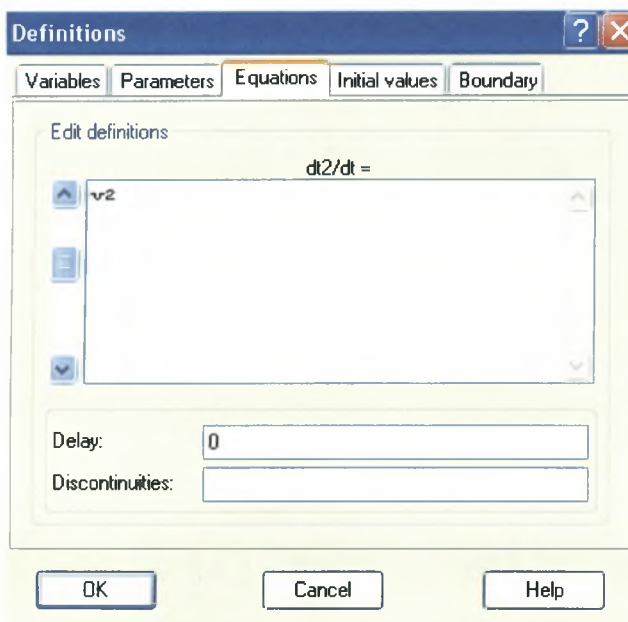 Definitions
Variables Parameters Equations Initial values Boundary
Edit definitions
dt2/dt =
v2
Delay: 0
Discontinuities:
OK Cancel Help